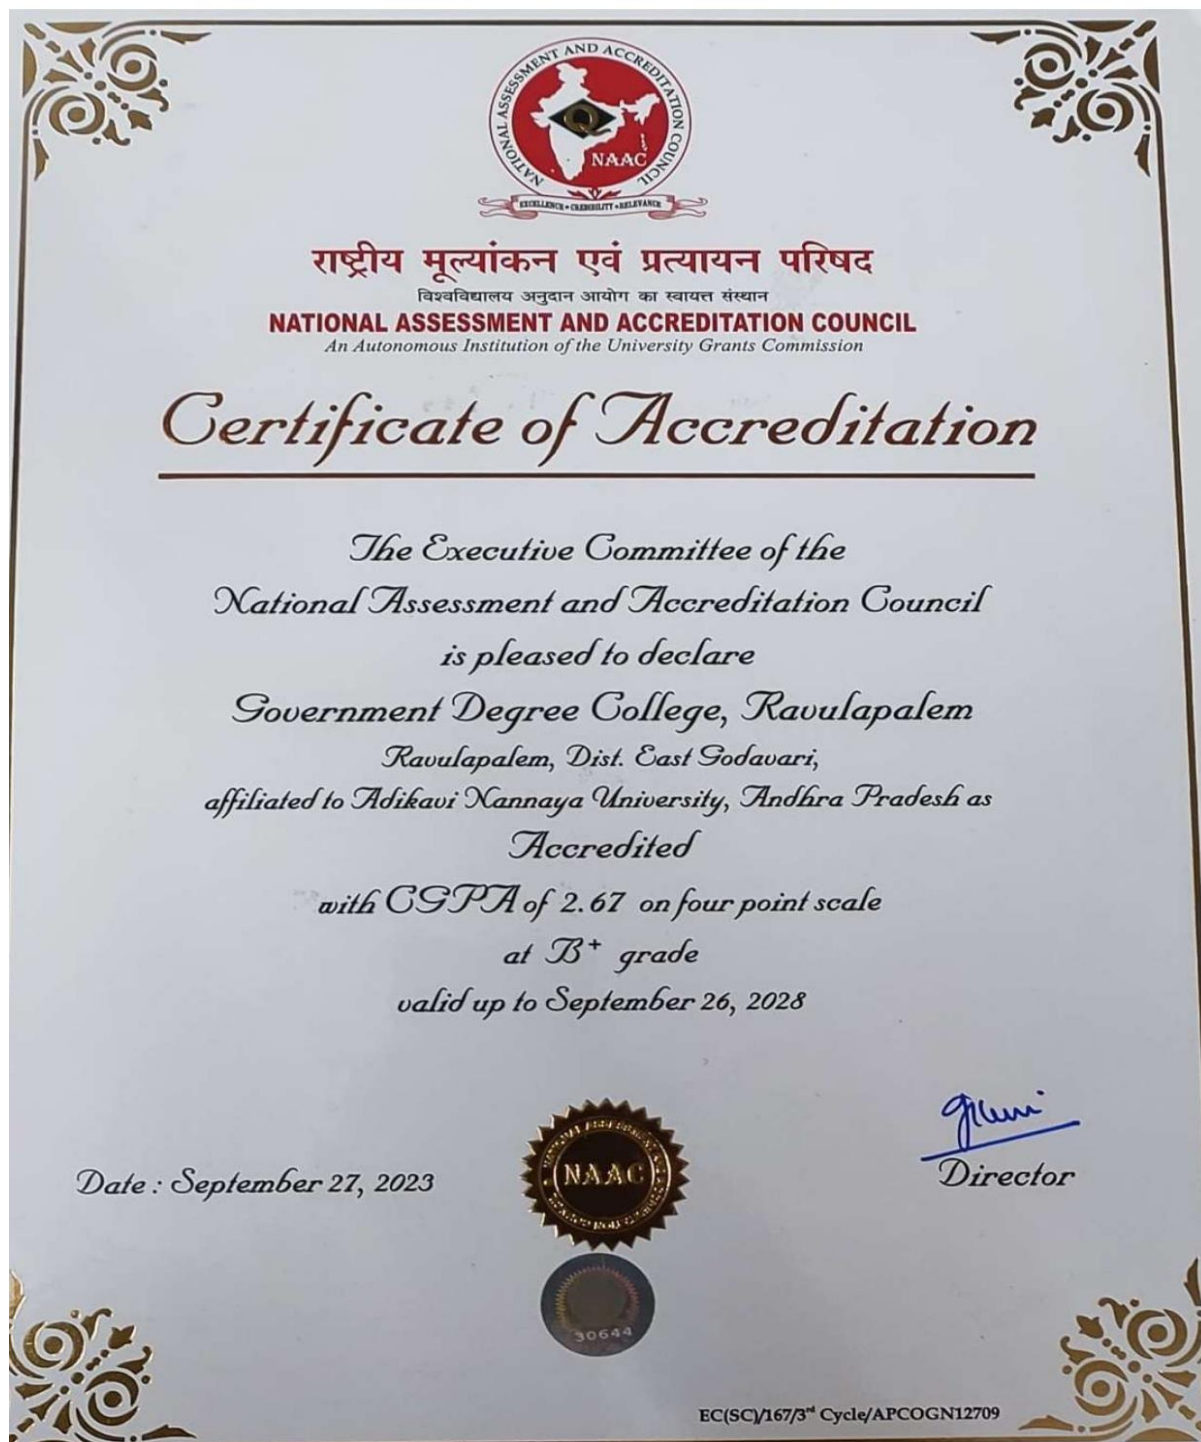 NATIONAL ASSESSMENT AND ACCREDITATION COUNCIL
NAAC
EXCELLENCE • CREDIBILITY • RELEVANCE
राष्ट्रीय मूल्यांकन एवं प्रत्यायन परिषद
विश्वविद्यालय अनुदान आयोग का स्वायत्त संस्थान
NATIONAL ASSESSMENT AND ACCREDITATION COUNCIL
An Autonomous Institution of the University Grants Commission
Certificate of Accreditation
The Executive Committee of the
National Assessment and Accreditation Council
is pleased to declare
Government Degree College, Ravulapalem
Ravulapalem, Dist. East Godavari,
affiliated to Adikavi Nannaya University, Andhra Pradesh as
Accredited
with CGPA of 2.67 on four point scale
at B+ grade
valid up to September 26, 2028
Date : September 27, 2023
NAAC
Director
30644
EC(SC)/167/3rd Cycle/APCOGN12709